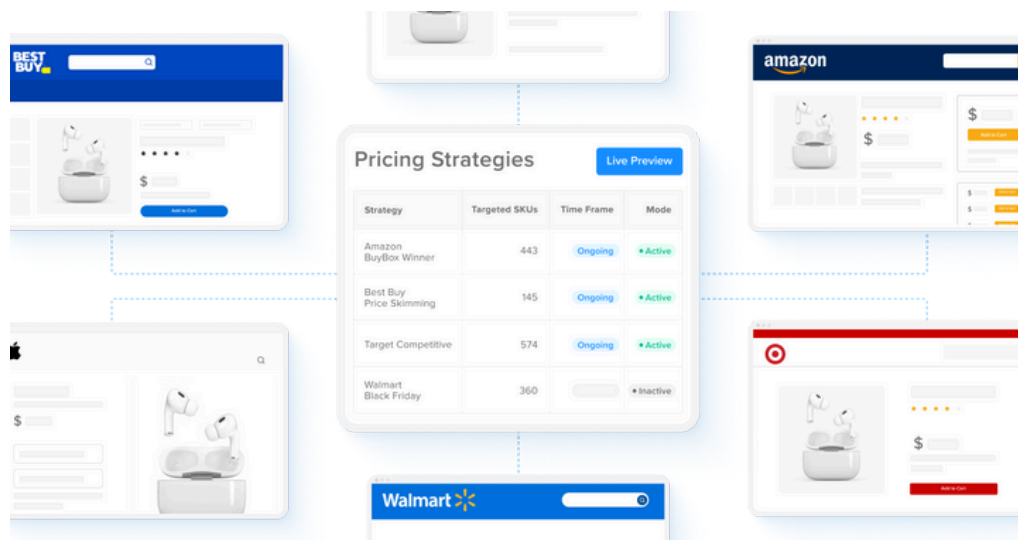 BEST
BUY
$
Add to Cart
amazon
$
$
Add to Cart
$
$
$
Pricing Strategies
Live Preview
Strategy Targeted SKUs Time Frame Mode
Amazon
BuyBox Winner
443 Ongoing Active
Best Buy
Price Skimming
145 Ongoing Active
Target Competitive 574 Ongoing Active
Walmart
Black Friday
360 Inactive
$
$
Add to Cart
Walmart